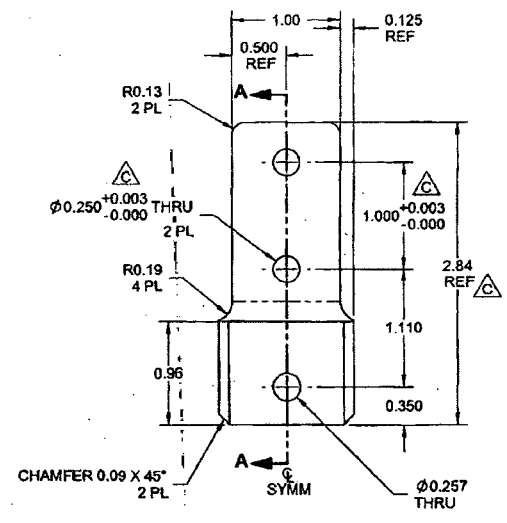 1.00
0.125
REF
0.500
REF
A
R0.13
2 PL
C
Ø0.250 +0.003 THRU
-0.000
2 PL
C
1.000 +0.003
-0.000
R0.19
4 PL
2.84
REF C
1.110
0.96
0.350
A
CHAMFER 0.09 X 45°
2 PL
℄
SYMM
Ø0.257
THRU